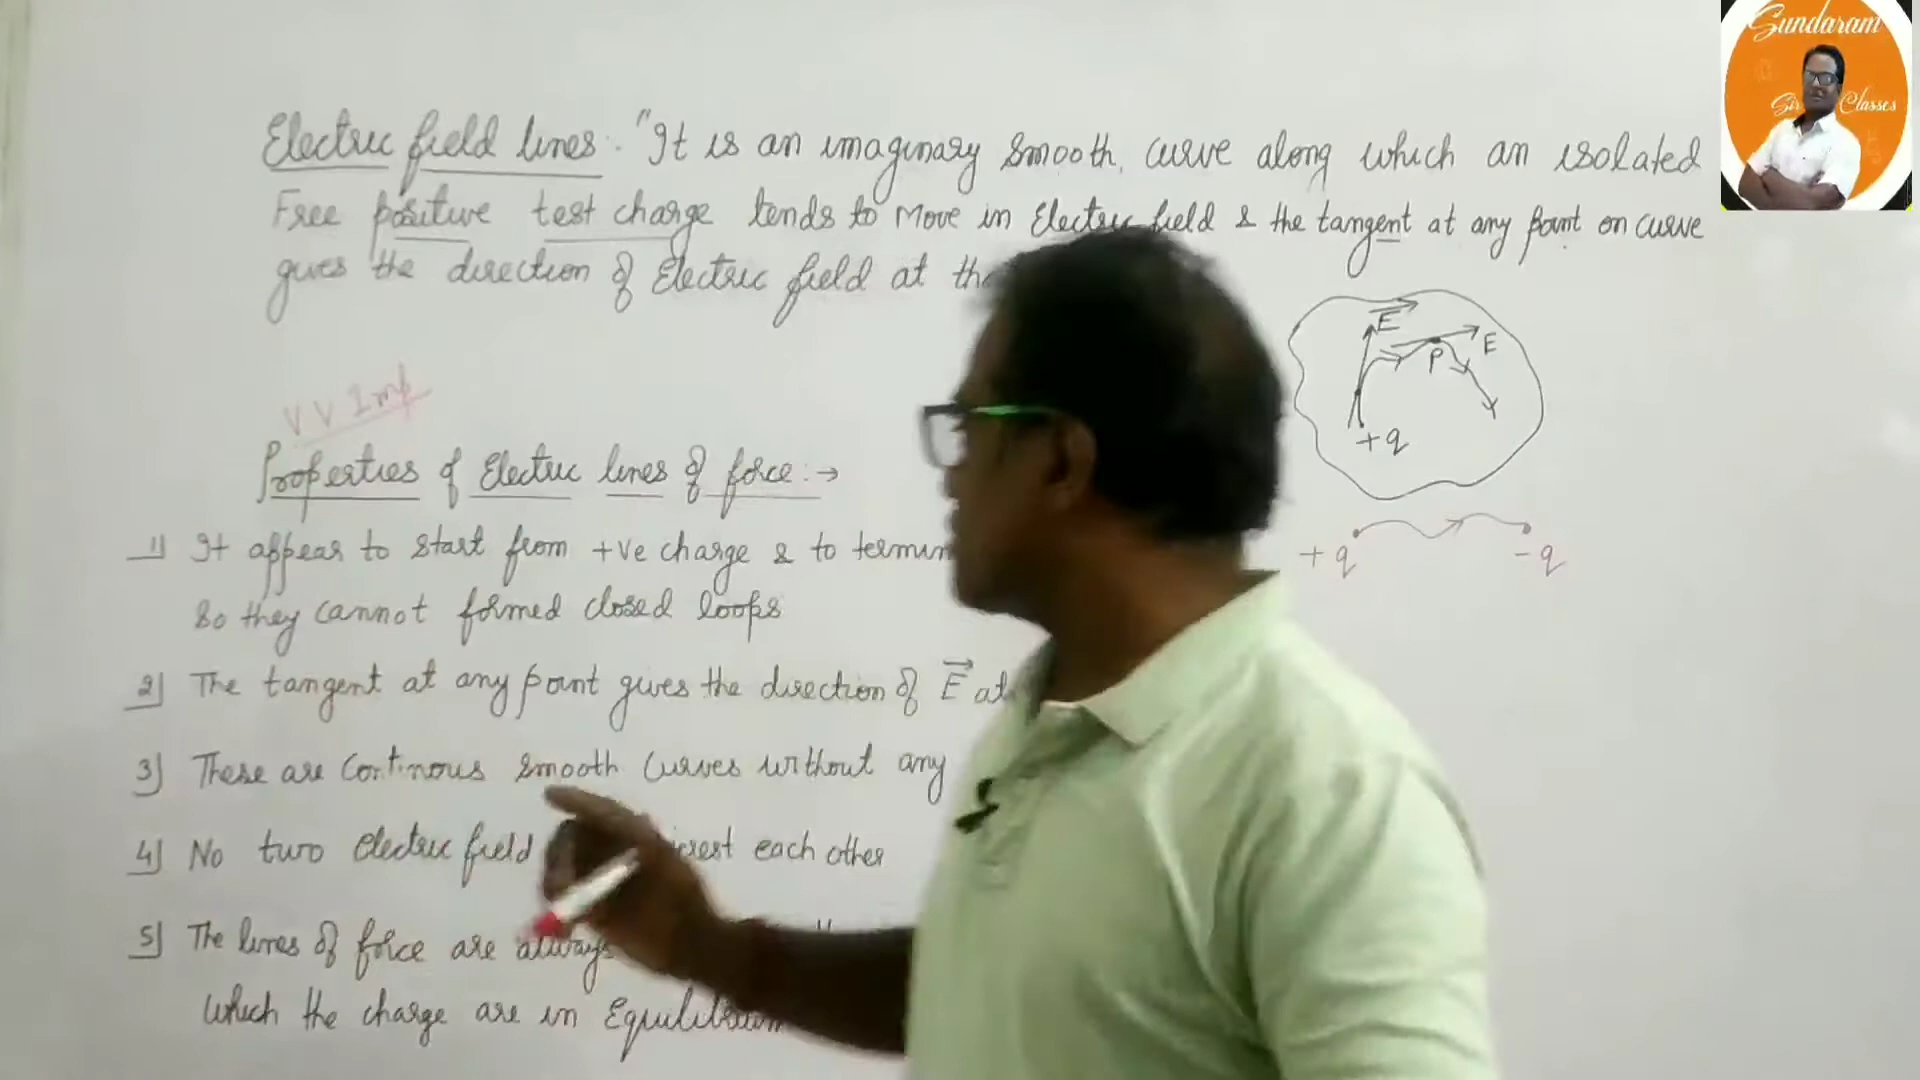 Sundaram
Sir Classes
Electric field lines: "It is an imaginary smooth curve along which an isolated
Free positive test charge tends to Move in Electric field & the tangent at any point on curve
gives the direction of Electric field at
E
E
P
+q
V V Imp
Properties of Electric lines of force:→
1) It appear to start from +ve charge & to
+q -q
So they cannot formed closed loops
2) The tangent at any point gives the direction of E⃗ at
3) These are Continous smooth Curves without any
4) No two electric field each other
5) The lines of force are always
which the charge are in Equilibrium